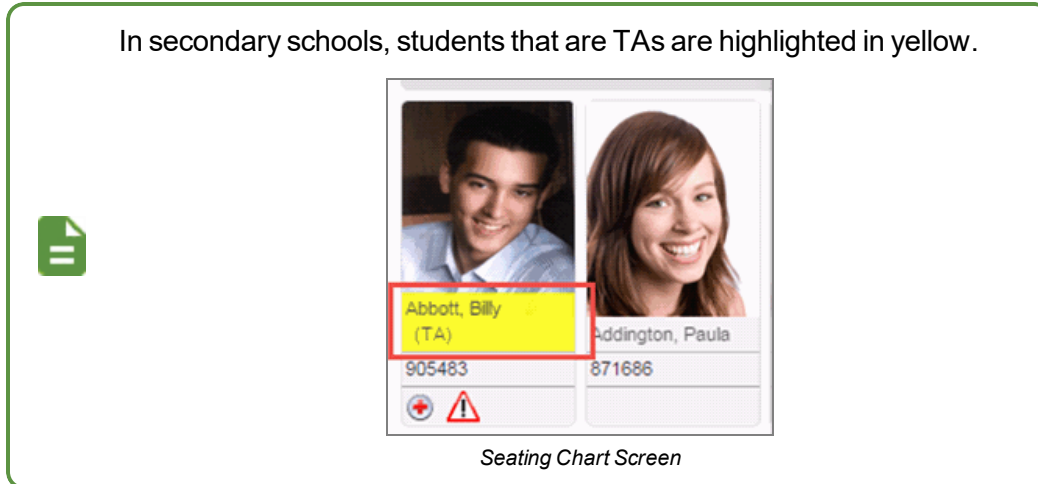 In secondary schools, students that are TAs are highlighted in yellow.
Abbott, Billy
(TA)
Addington, Paula
905483
871686
Seating Chart Screen